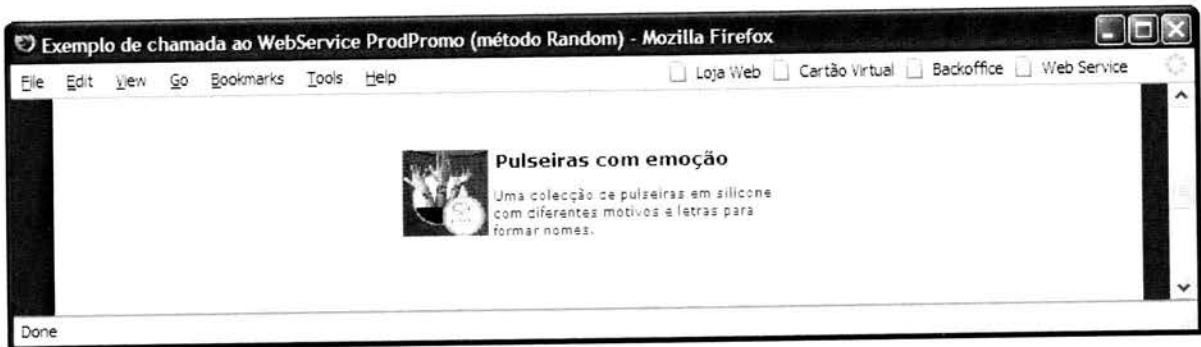 Exemplo de chamada ao WebService ProdPromo (método Random) - Mozilla Firefox
File Edit View Go Bookmarks Tools Help Loja Web Cartão Virtual Backoffice Web Service
Pulseiras com emoção
Uma colecção de pulseiras em silicone
com diferentes motivos e letras para
formar nomes.
Done